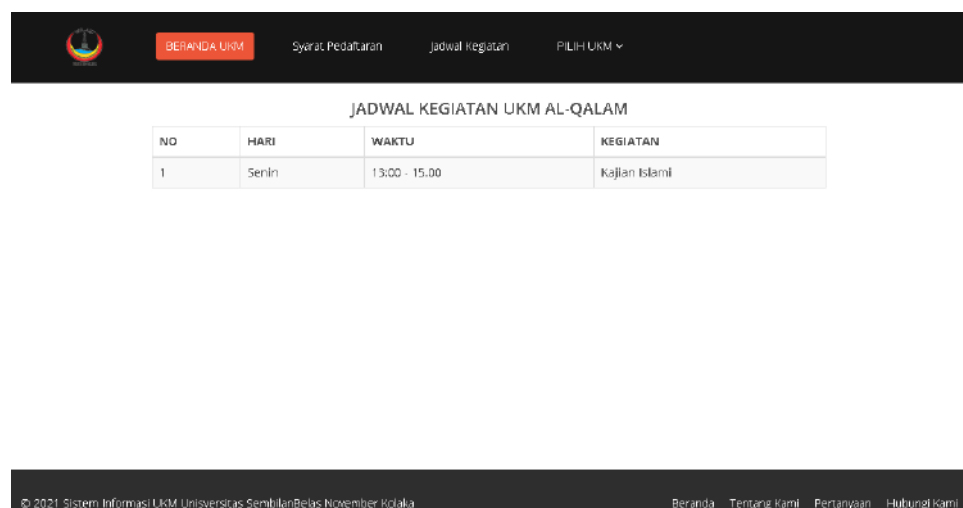 BERANDA UKM Syarat Pedaftaran Jadwal Kegiatan PILIH UKM
JADWAL KEGIATAN UKM AL-QALAM
NO HARI WAKTU KEGIATAN
1 Senin 13:00 - 15.00 Kajian Islami
© 2021 Sistem Informasi UKM Unisversitas SembilanBelas November Kolaka Beranda Tentang Kami Pertanyaan Hubungi Kami